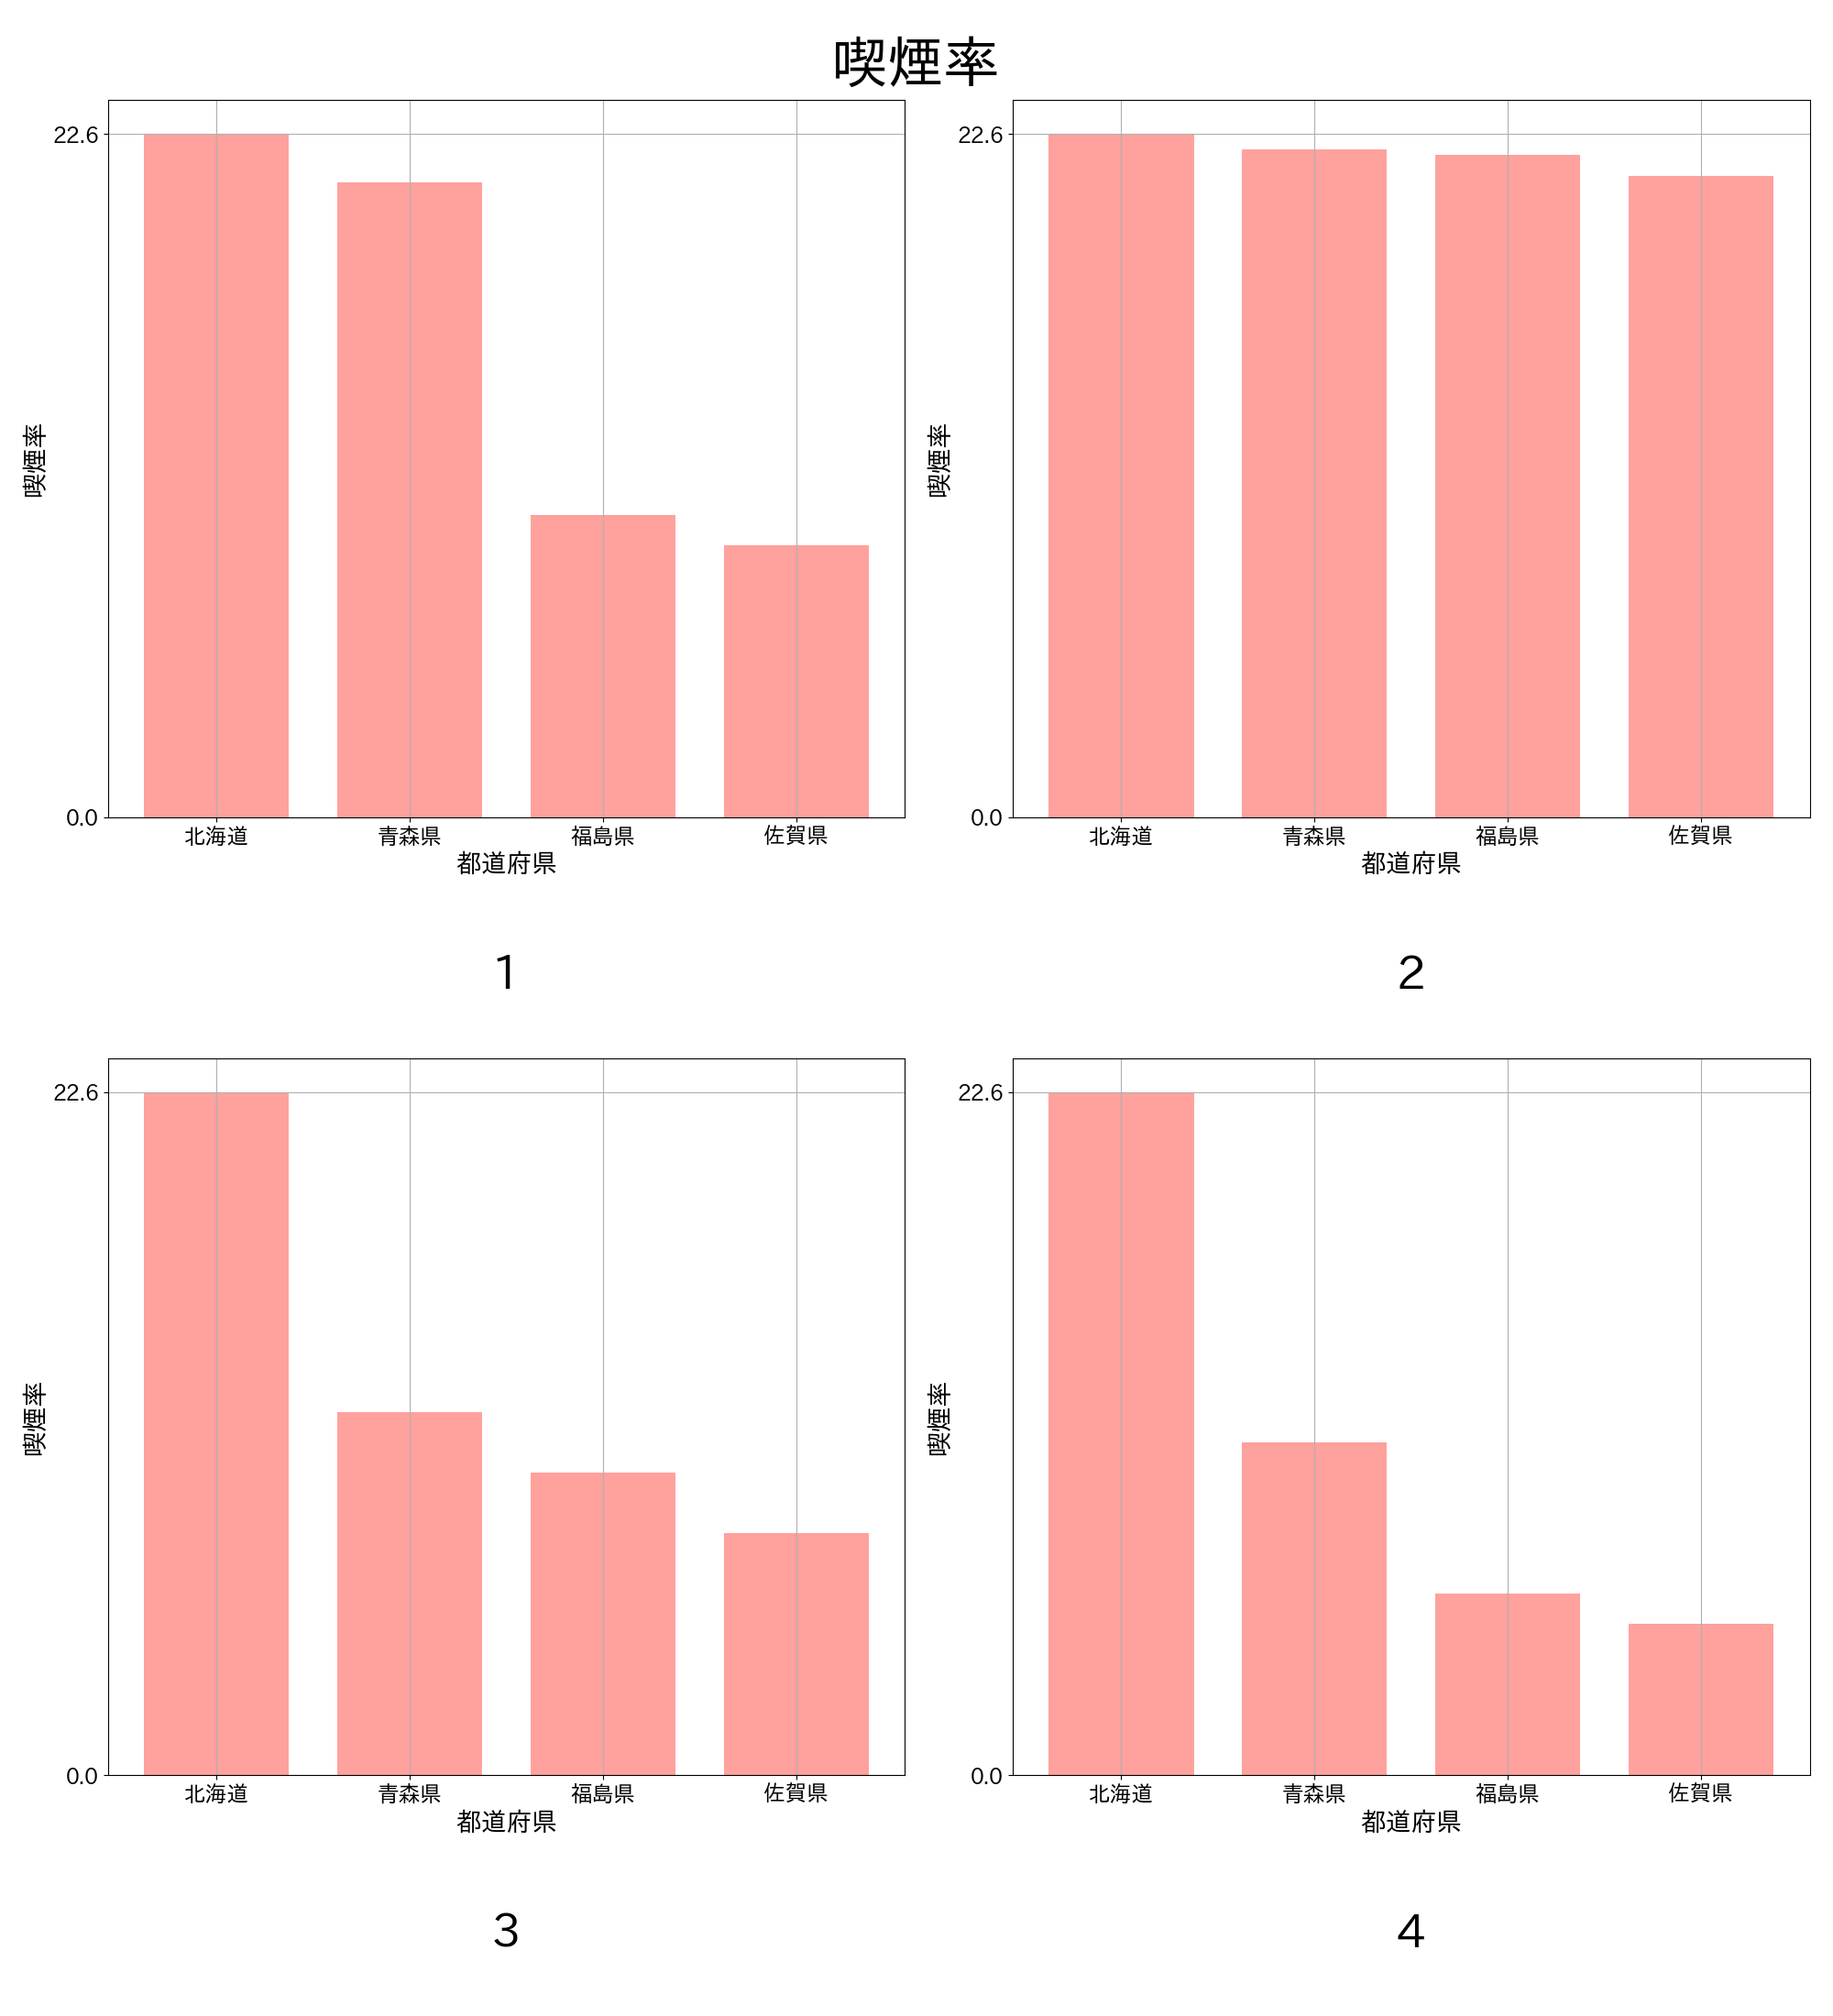 喫煙率
22.6
0.0
喫煙率
北海道 青森県 福島県 佐賀県
都道府県
1
22.6
0.0
喫煙率
北海道 青森県 福島県 佐賀県
都道府県
2
22.6
0.0
喫煙率
北海道 青森県 福島県 佐賀県
都道府県
3
22.6
0.0
喫煙率
北海道 青森県 福島県 佐賀県
都道府県
4